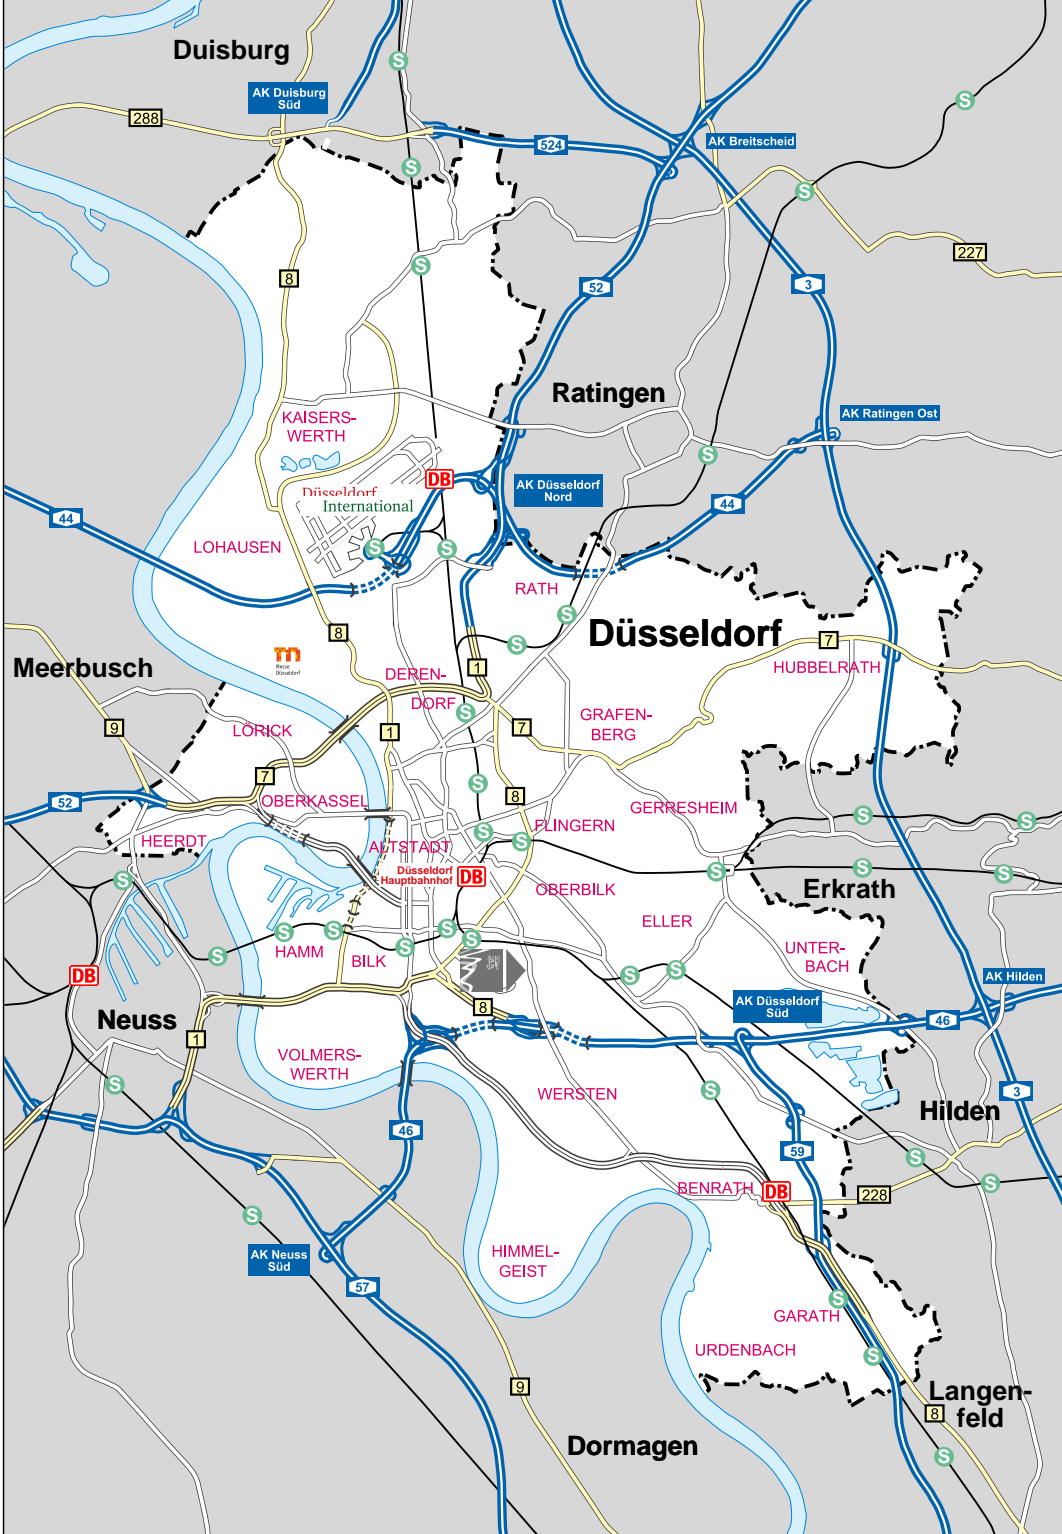 Duisburg
S
AK Duisburg
Süd
S
288
524
AK Breitscheid
S
S
227
8
S
52
3
Ratingen
KAISERS-
WERTH
AK Ratingen Ost
S
DB
AK Düsseldorf
Nord
Düsseldorf
International
44
44
LOHAUSEN
S
S
RATH
S
Düsseldorf
8
S
7
Meerbusch
Messe
Düsseldorf
HUBBELRATH
1
DEREN-
DORF
S
GRAFEN-
BERG
9
LÖRICK
1
7
7
S
52
OBERKASSEL
8
GERRESHEIM
S
S
HEERDT
ALTSTADT
S
S
FLINGERN
Düsseldorf
Hauptbahnhof
DB
S
S
S
S
OBERBILK
Erkrath
ELLER
HAMM
S
S
S
S
S
S
BILK
UNTER-
BACH
DB
S
S
AK Hilden
Neuss
8
AK Düsseldorf
Süd
46
1
VOLMERS-
WERTH
S
WERSTEN
S
3
Hilden
46
59
S
BENRATH
DB
228
S
S
AK Neuss
Süd
HIMMEL-
GEIST
57
S
GARATH
URDENBACH
S
9
Langen-
feld
8
Dormagen
S